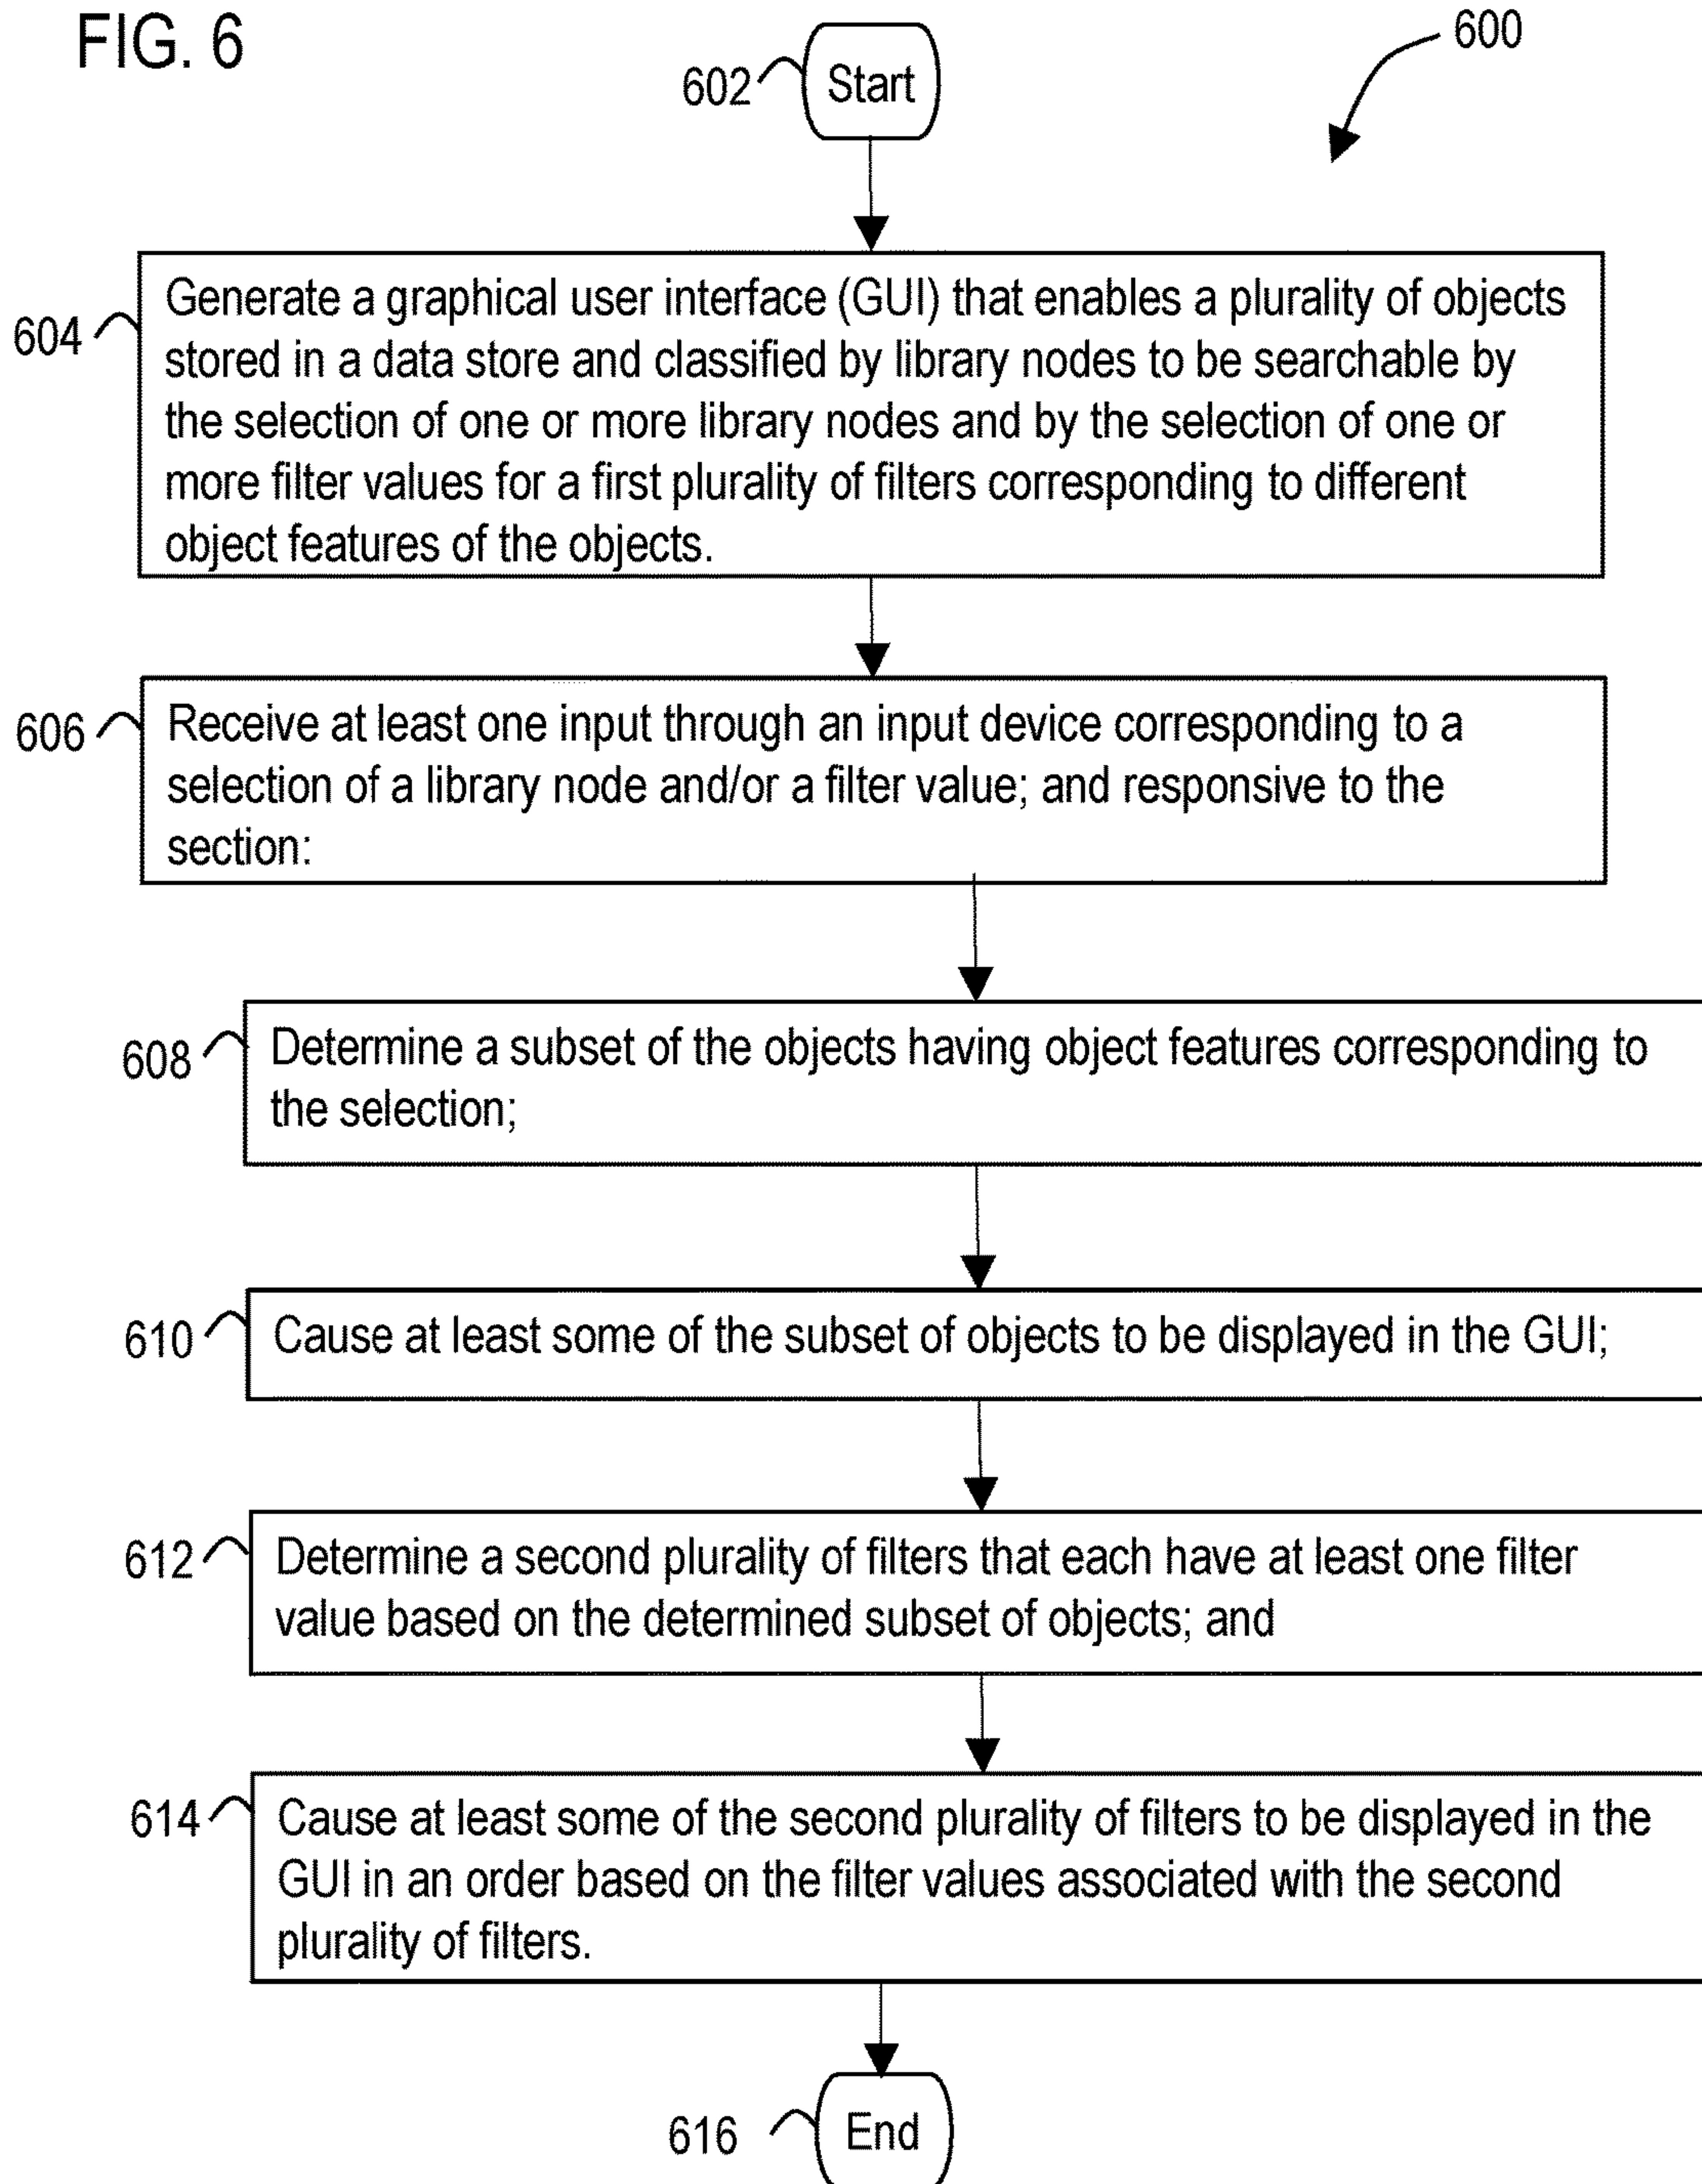 FIG. 6
600
602
Start
604
Generate a graphical user interface (GUI) that enables a plurality of objects
stored in a data store and classified by library nodes to be searchable by
the selection of one or more library nodes and by the selection of one or
more filter values for a first plurality of filters corresponding to different
object features of the objects.
606
Receive at least one input through an input device corresponding to a
selection of a library node and/or a filter value; and responsive to the
section:
608
Determine a subset of the objects having object features corresponding to
the selection;
610
Cause at least some of the subset of objects to be displayed in the GUI;
612
Determine a second plurality of filters that each have at least one filter
value based on the determined subset of objects; and
614
Cause at least some of the second plurality of filters to be displayed in the
GUI in an order based on the filter values associated with the second
plurality of filters.
616
End